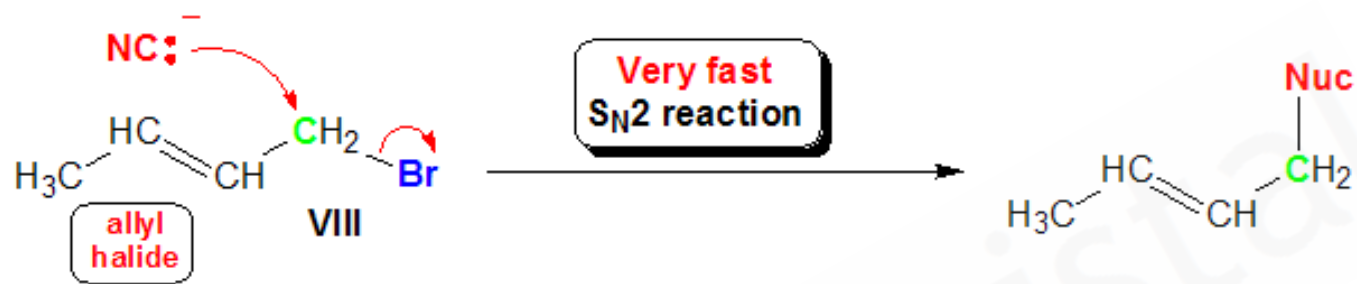 NC:−
HC
CH
CH2
Br
H3C
allyl
halide
VIII
Very fast
SN2 reaction
Nuc
HC
CH
CH2
H3C